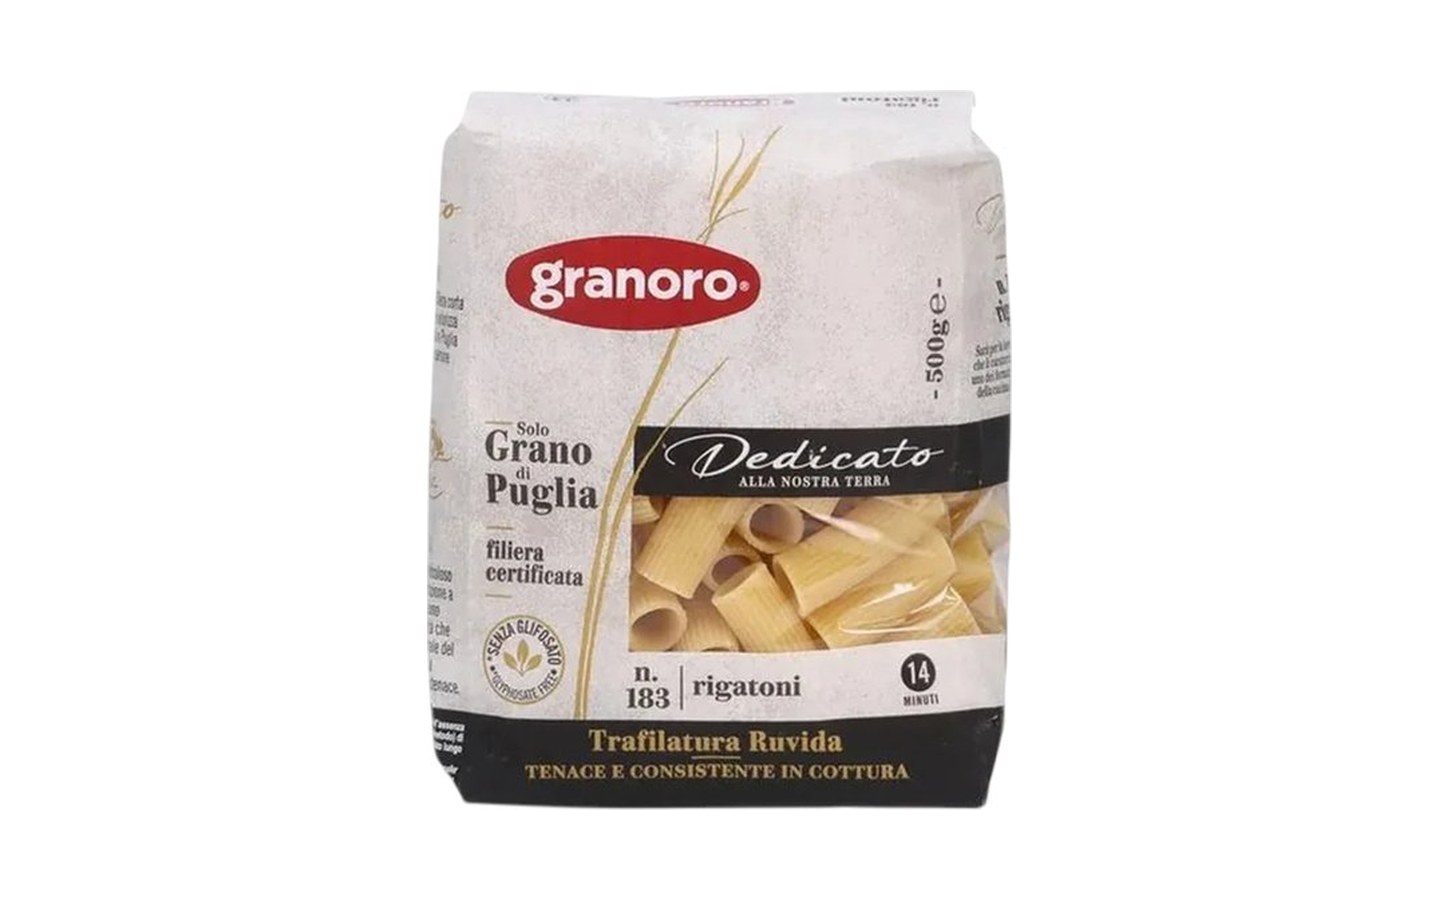 granoro®
- 500g ℮ -
Solo
Grano
di
Puglia
filiera
certificata
*SENZA GLIFOSATO
*GLYPHOSATE FREE*
Dedicato
ALLA NOSTRA TERRA
n.
183
rigatoni
14
MINUTI
Trafilatura Ruvida
TENACE E CONSISTENTE IN COTTURA